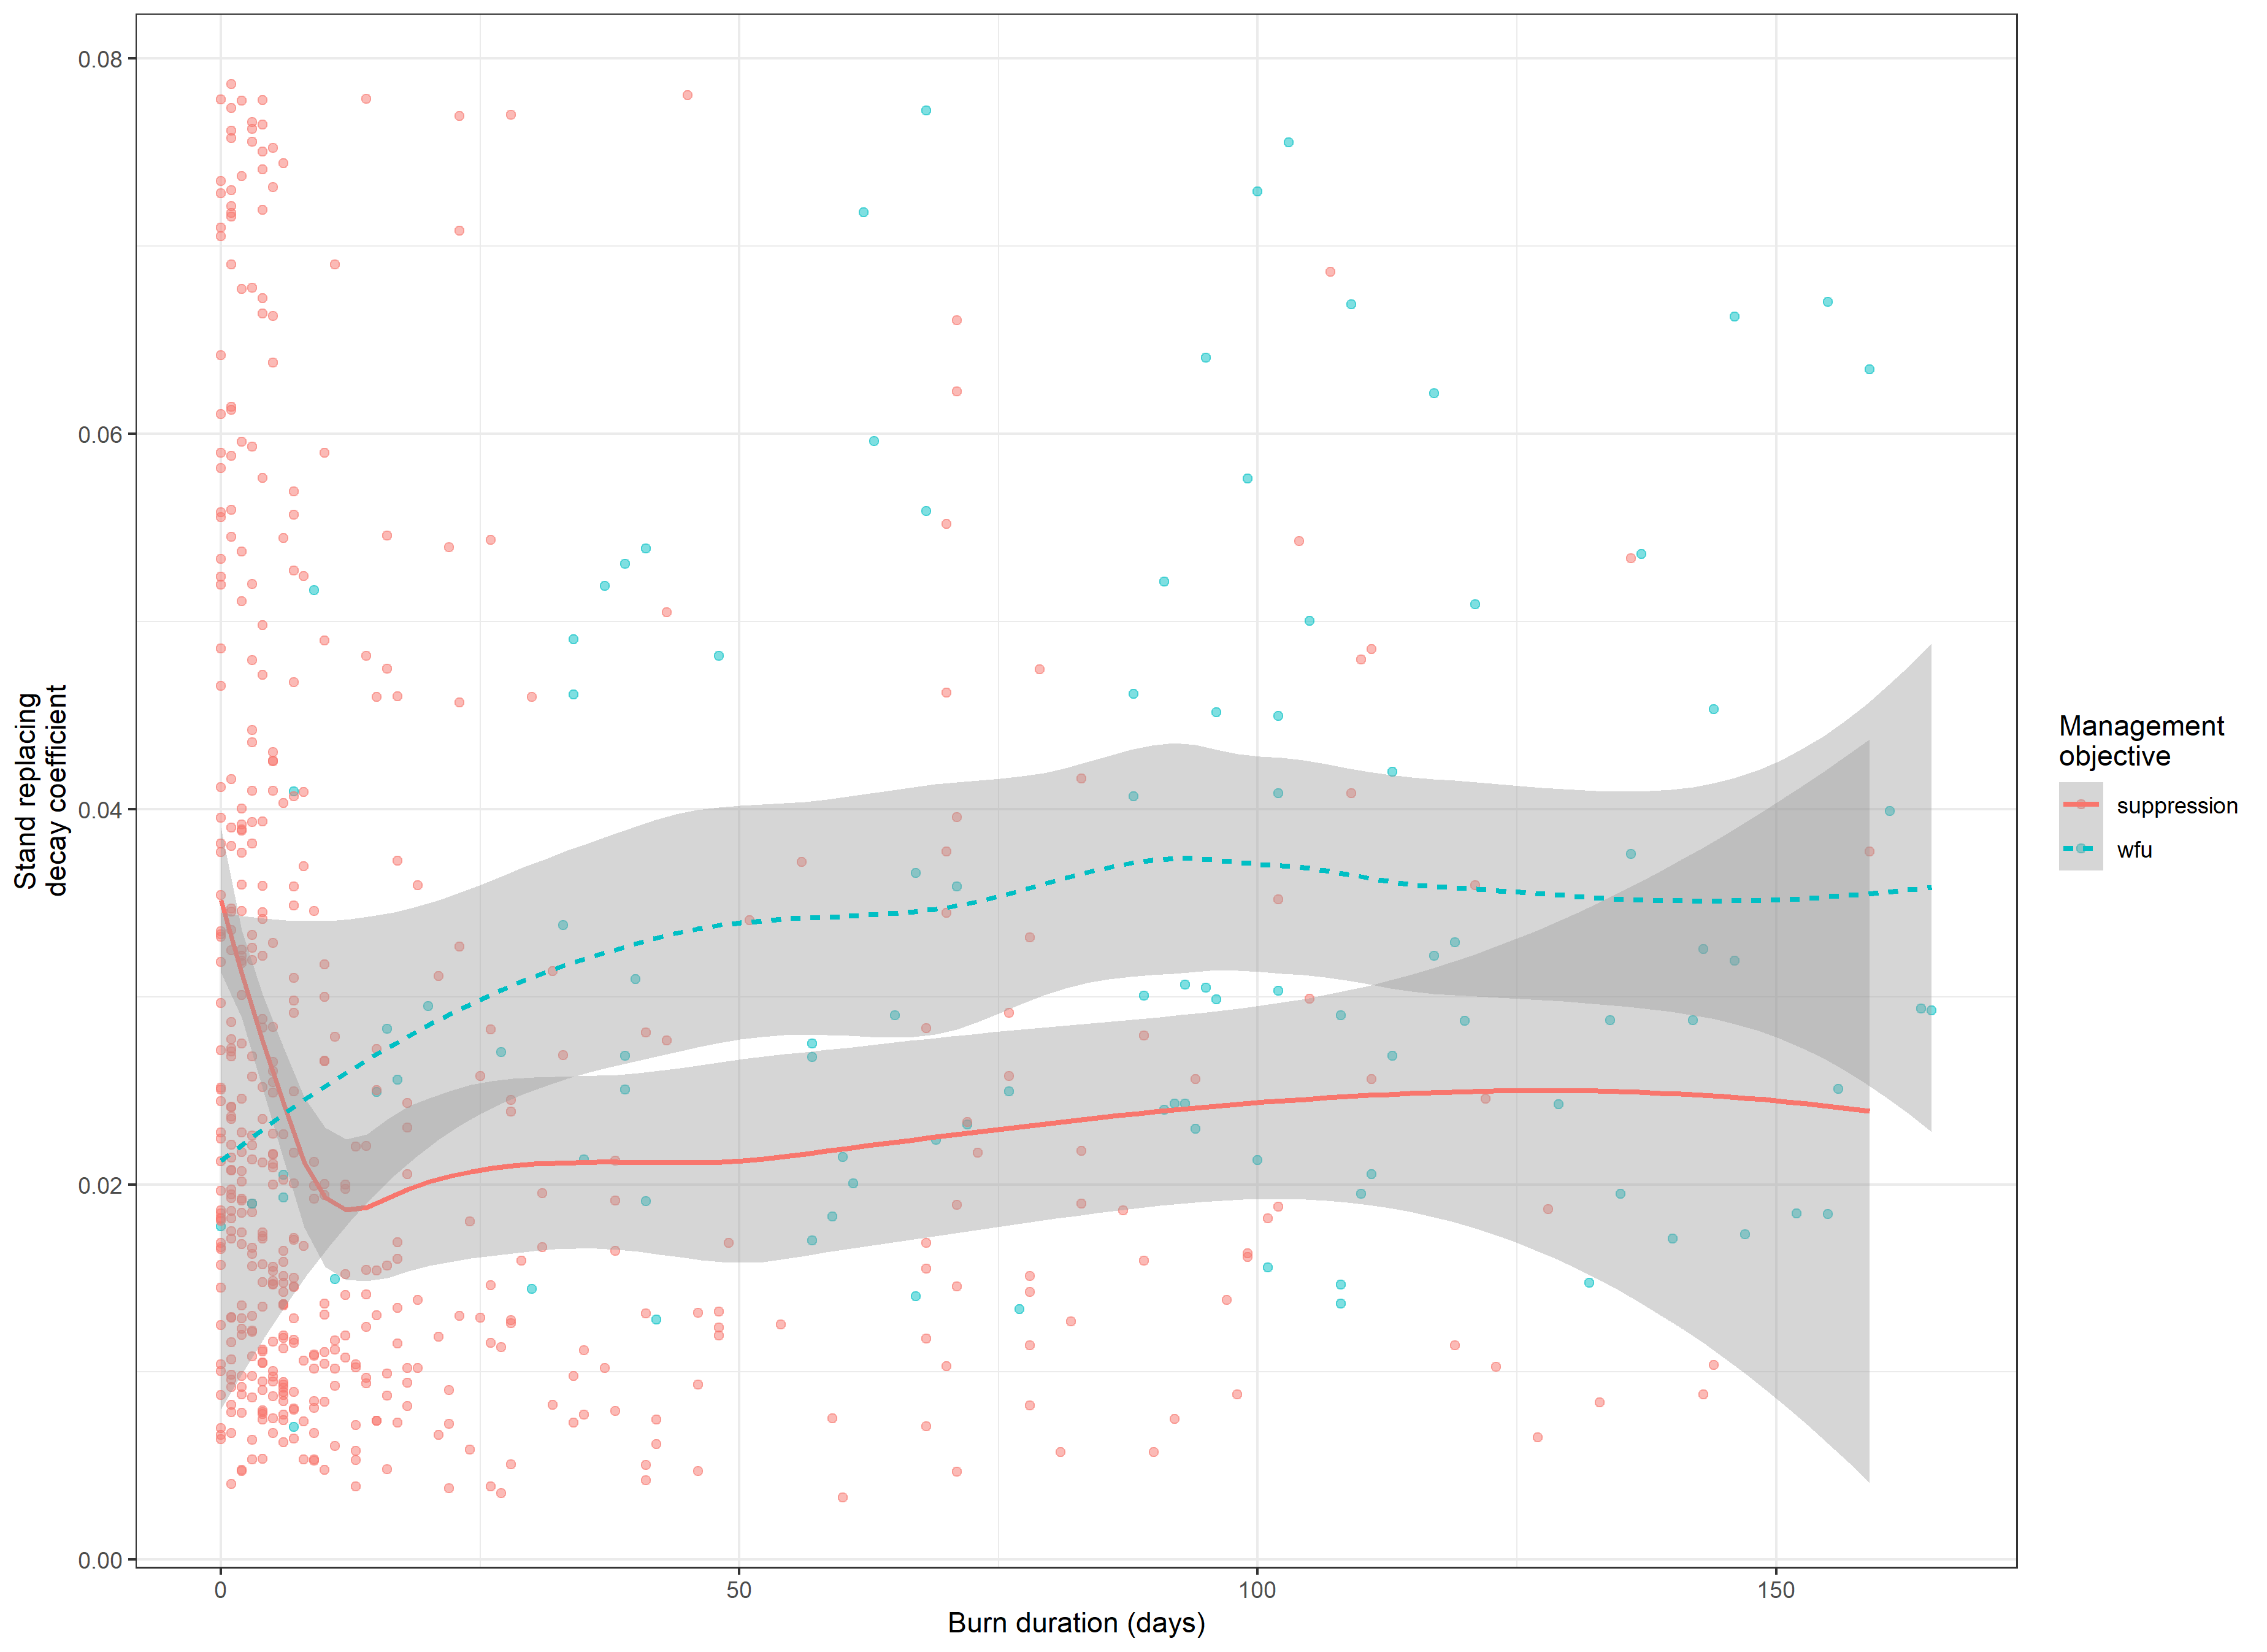 0.08
0.06
0.04
0.02
0.00
Stand replacing
decay coefficient
0
50
100
150
Burn duration (days)
Management
objective
suppression
wfu